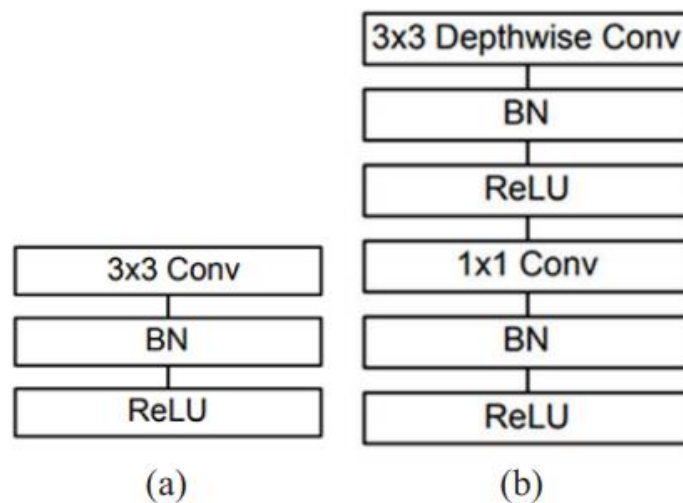 3x3 Conv
BN
ReLU
(a)
3x3 Depthwise Conv
BN
ReLU
1x1 Conv
BN
ReLU
(b)